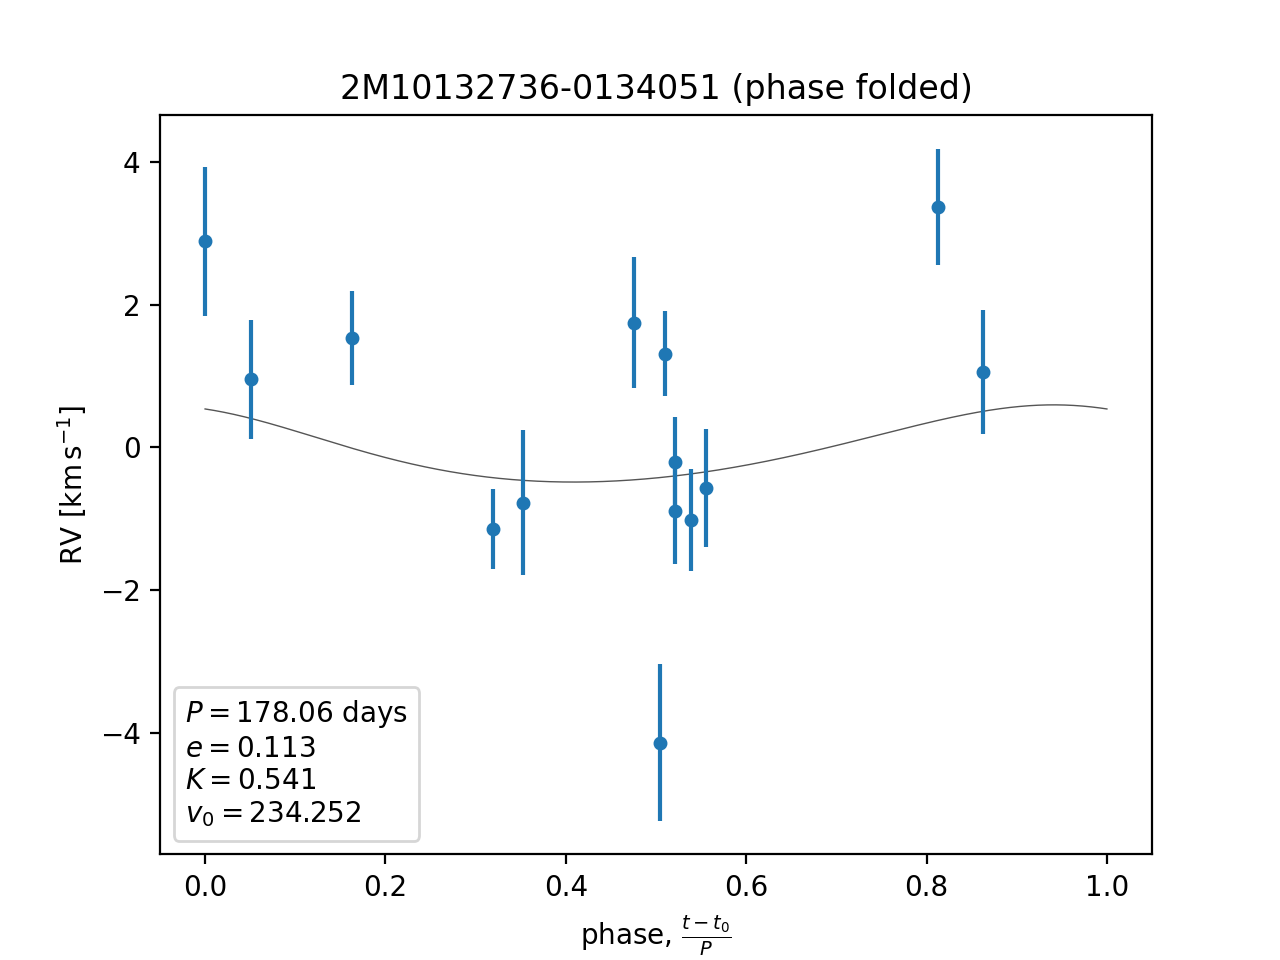 2M10132736-0134051 (phase folded)
4
2
0
−2
−4
RV [km s⁻¹]
P = 178.06 days
e = 0.113
K = 0.541
v₀ = 234.252
0.0 0.2 0.4 0.6 0.8 1.0
phase, (t − t₀)/P